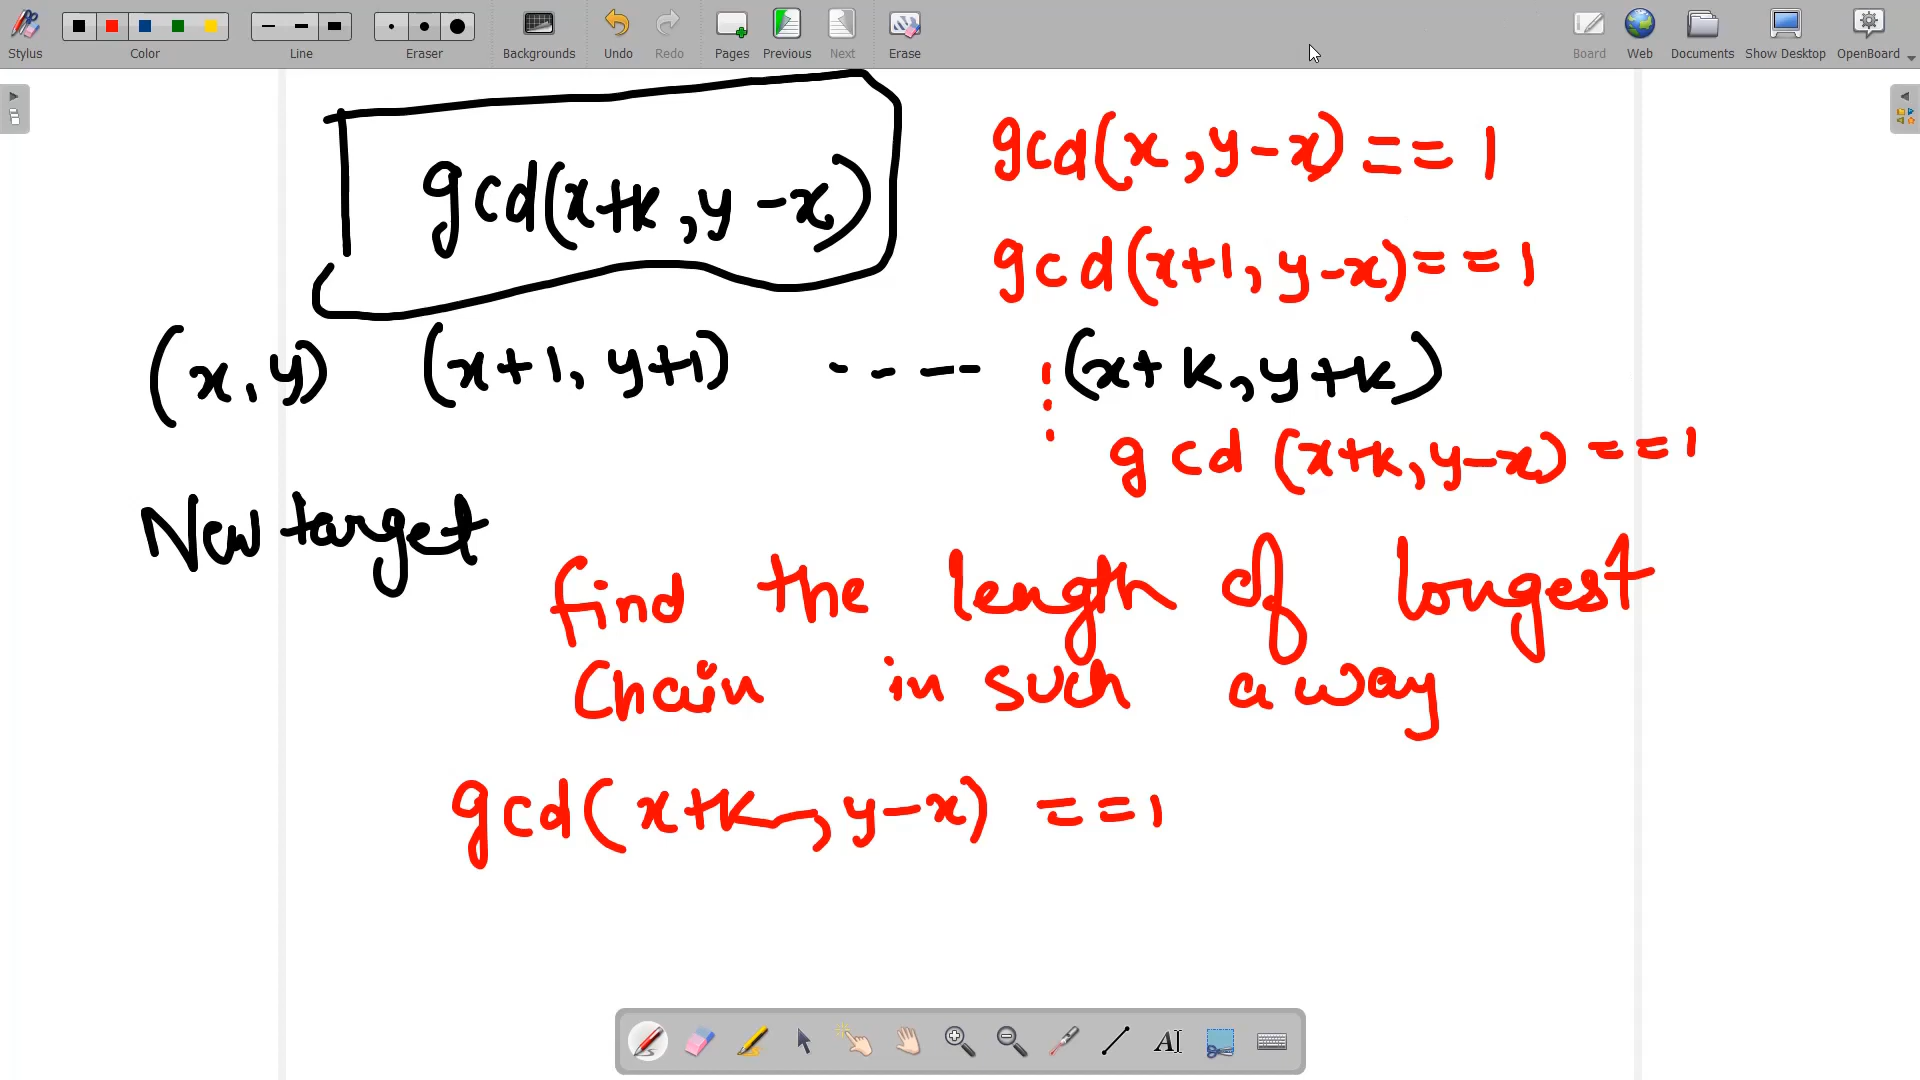 Stylus Color Line Eraser Backgrounds Undo Redo Pages Previous Next Erase Board Web Documents Show Desktop OpenBoard
gcd(x+k,y-x)
gcd(x,y-x)==1
gcd(x+1,y-x)==1
(x,y) (x+1,y+1) ----- (x+k,y+k)
gcd(x+k,y-x)==1
New target
find the length of longest
chain in such a way
gcd(x+k,y-x)==1
AI